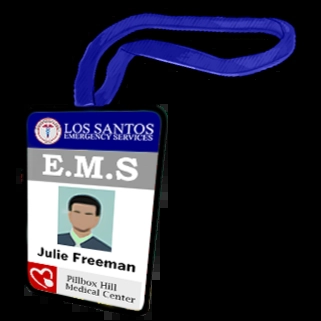 LOS SANTOS
EMERGENCY SERVICES
E.M.S
Julie Freeman
Pillbox Hill
Medical Center